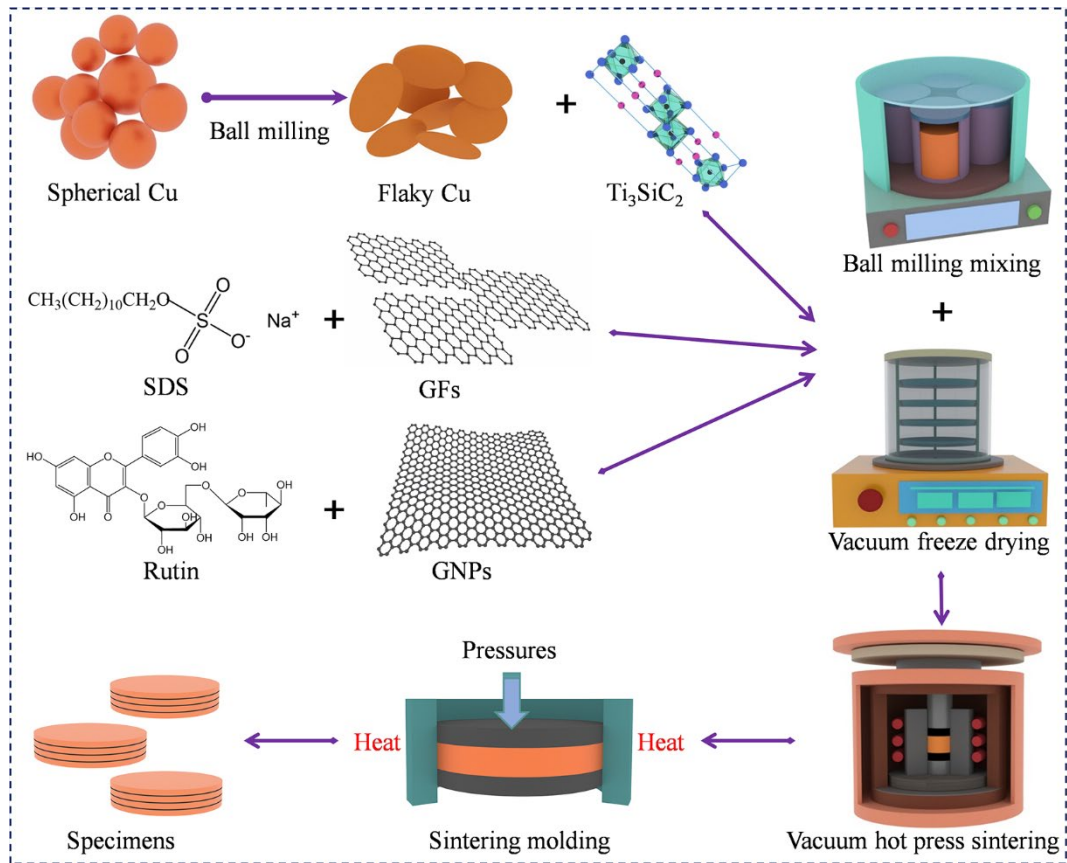 Ball milling
+
Spherical Cu
Flaky Cu
Ti₃SiC₂
Ball milling mixing
CH₃(CH₂)₁₀CH₂O
O
S
O
O⁻
Na⁺
+
+
SDS
GFs
OH
OH
HO
O
O
OH
O
O
O
O
OH
OH
OH
OH
OH
OH
+
Rutin
GNPs
Vacuum freeze drying
Pressures
Heat
Heat
Specimens
Sintering molding
Vacuum hot press sintering